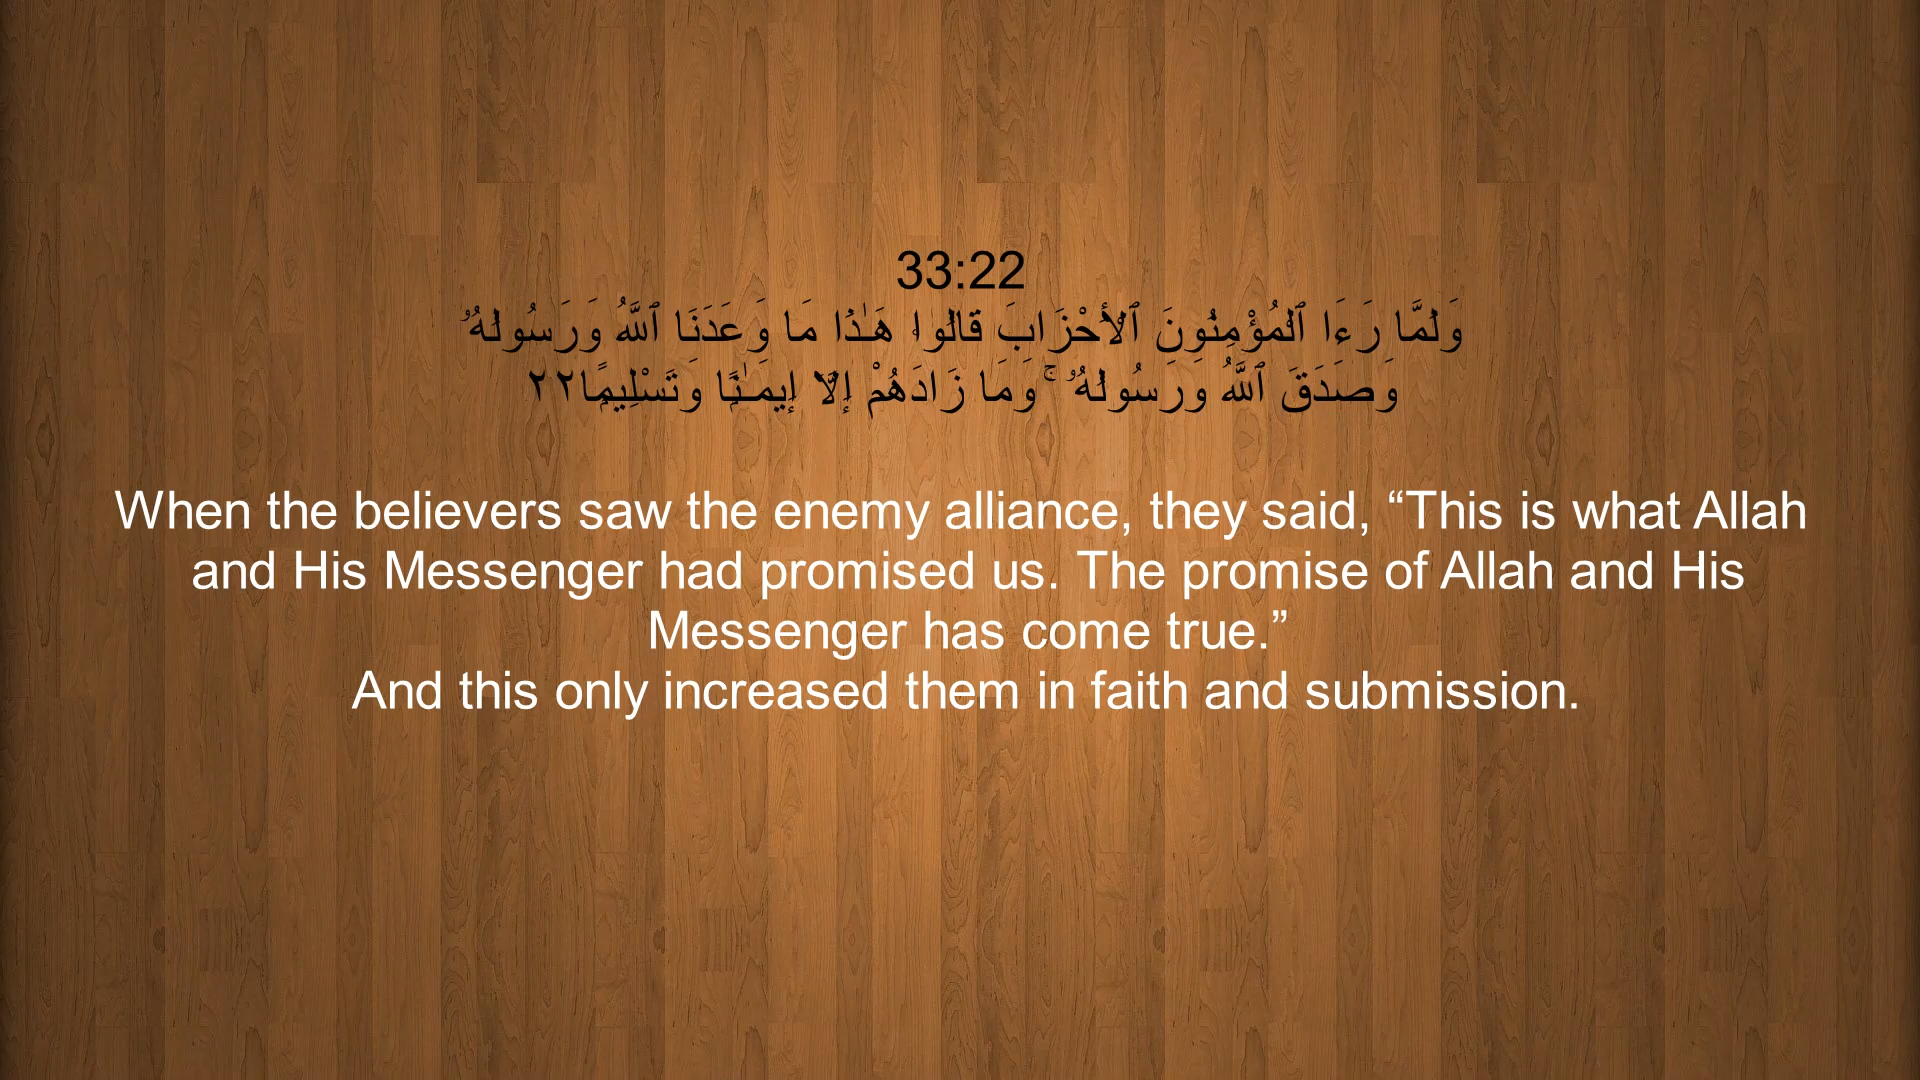 33:22
وَلَمَّا رَءَا ٱلْمُؤْمِنُونَ ٱلْأَحْزَابَ قَالُوا۟ هَـٰذَا مَا وَعَدَنَا ٱللَّهُ وَرَسُولُهُۥ
وَصَدَقَ ٱللَّهُ وَرَسُولُهُۥ ۚ وَمَا زَادَهُمْ إِلَّآ إِيمَـٰنًۭا وَتَسْلِيمًۭا٢٢
When the believers saw the enemy alliance, they said, “This is what Allah
and His Messenger had promised us. The promise of Allah and His
Messenger has come true.”
And this only increased them in faith and submission.